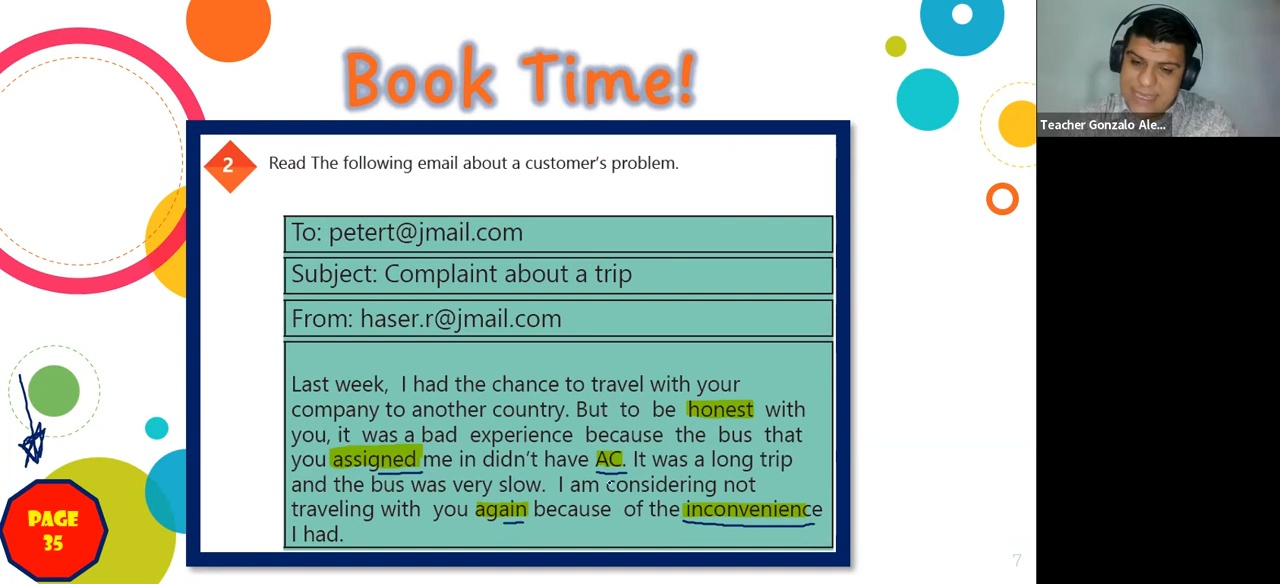 Book Time!
Teacher Gonzalo Ale...
2
Read The following email about a customer's problem.
To: petert@jmail.com
Subject: Complaint about a trip
From: haser.r@jmail.com
Last week, I had the chance to travel with your
company to another country. But to be honest with
you, it was a bad experience because the bus that
you assigned me in didn't have AC. It was a long trip
and the bus was very slow. I am considering not
traveling with you again because of the inconvenience
I had.
PAGE
35
7